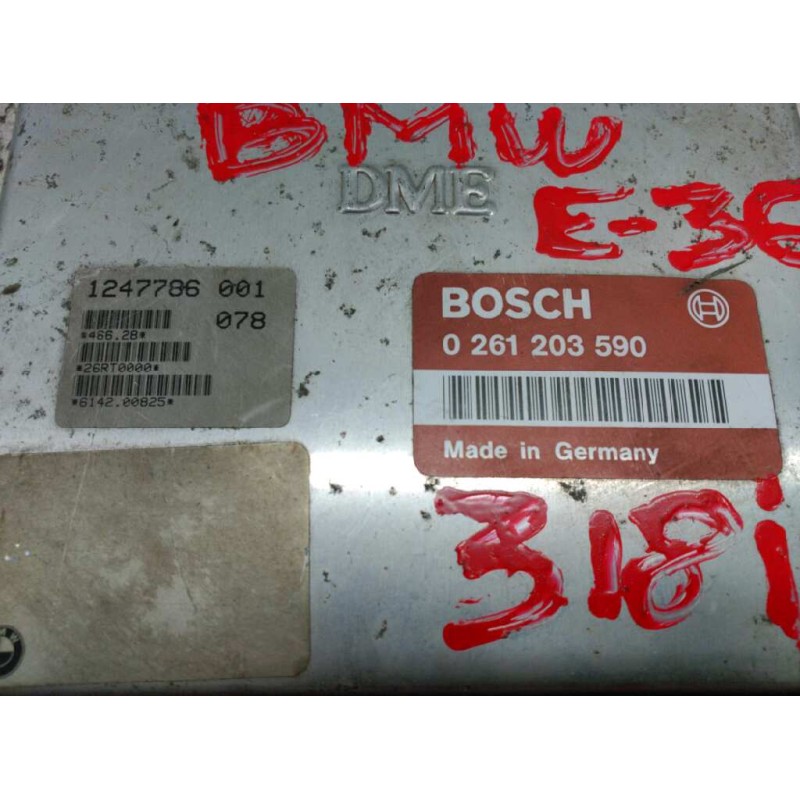 BMW
DME
E-36
1247786 001
078
*466.28*
*26RT0000*
*6142.00825*
BOSCH
0 261 203 590
Made in Germany
318i